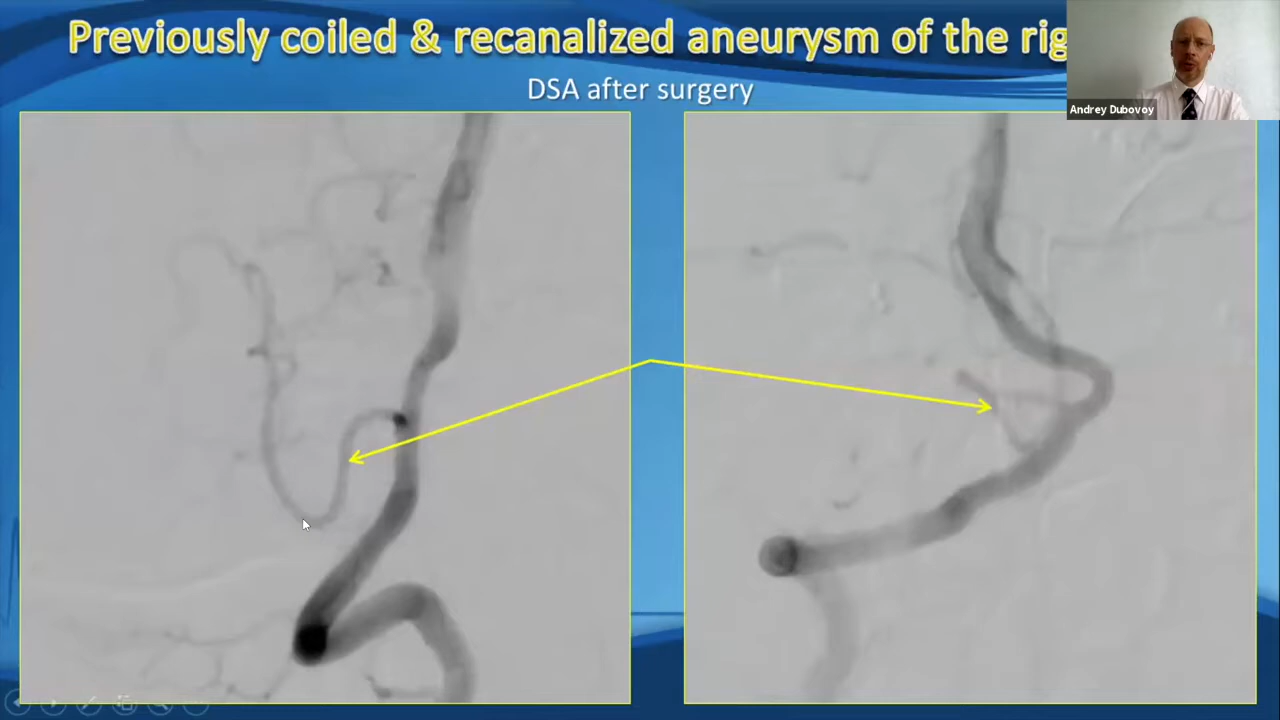 Previously coiled & recanalized aneurysm of the rig
DSA after surgery
Andrey Dubovoy